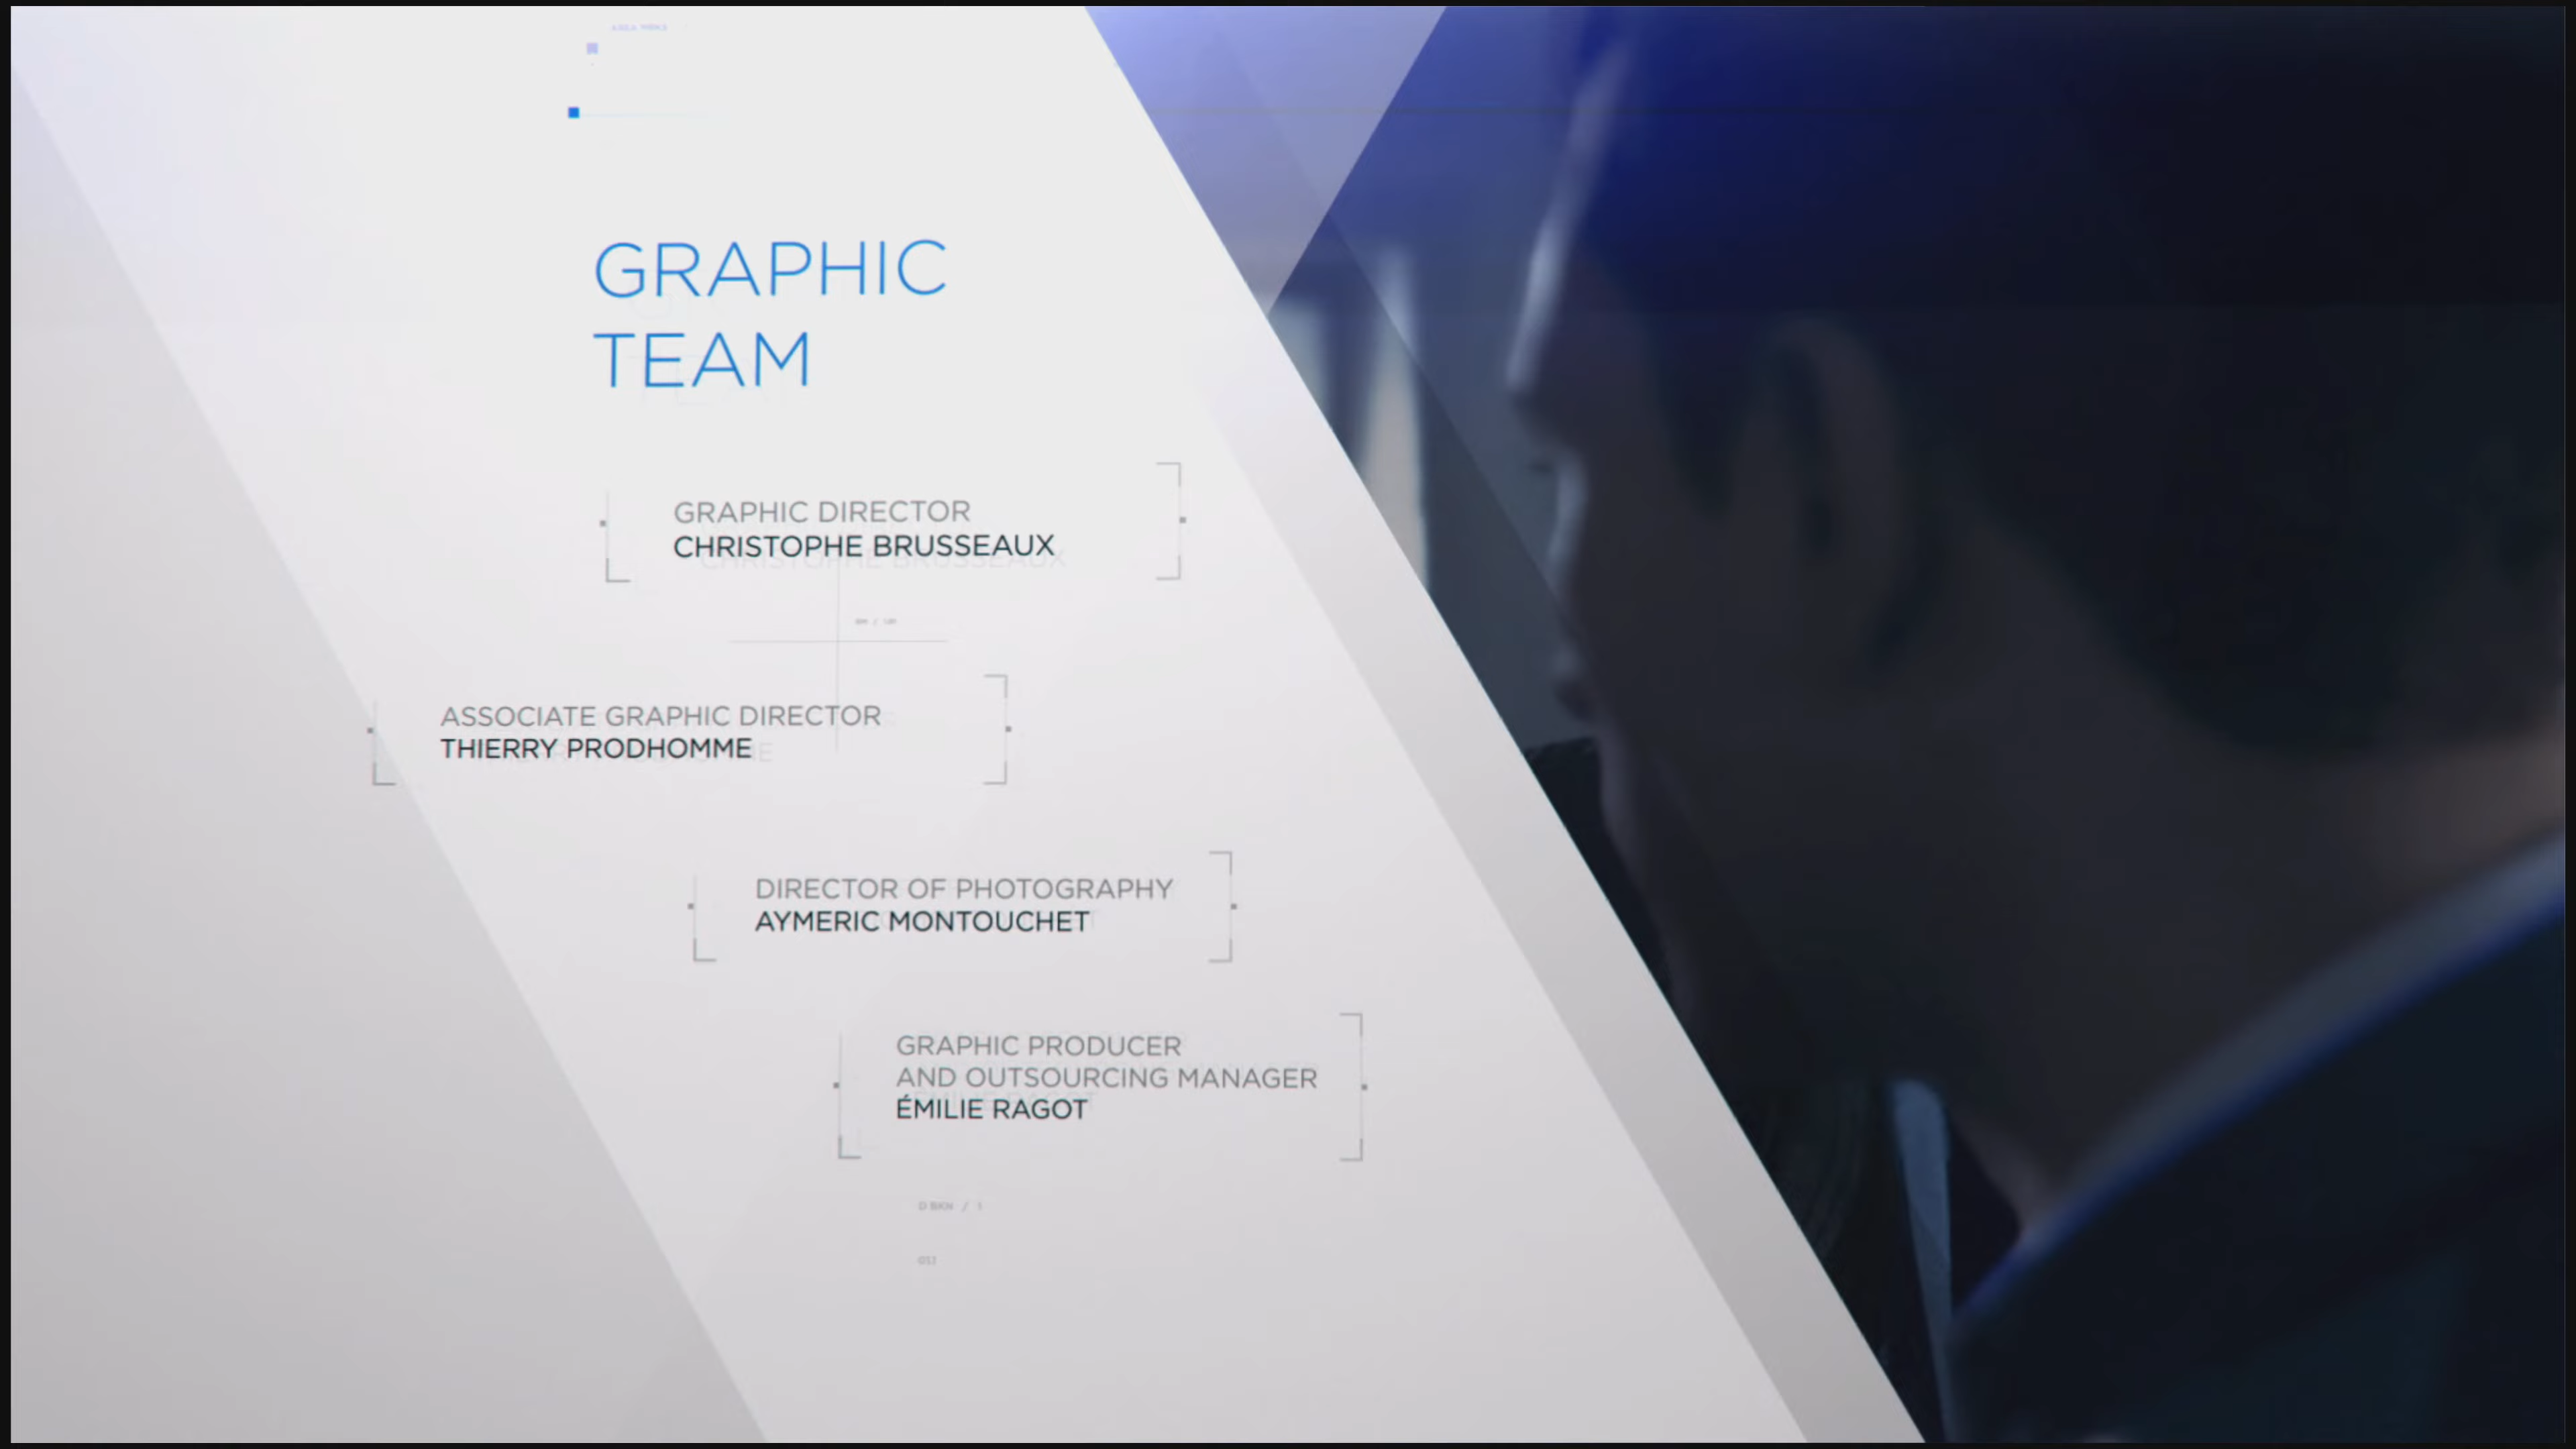 GRAPHIC
TEAM
GRAPHIC DIRECTOR
CHRISTOPHE BRUSSEAUX
ASSOCIATE GRAPHIC DIRECTOR
THIERRY PRODHOMME
DIRECTOR OF PHOTOGRAPHY
AYMERIC MONTOUCHET
GRAPHIC PRODUCER
AND OUTSOURCING MANAGER
ÉMILIE RAGOT